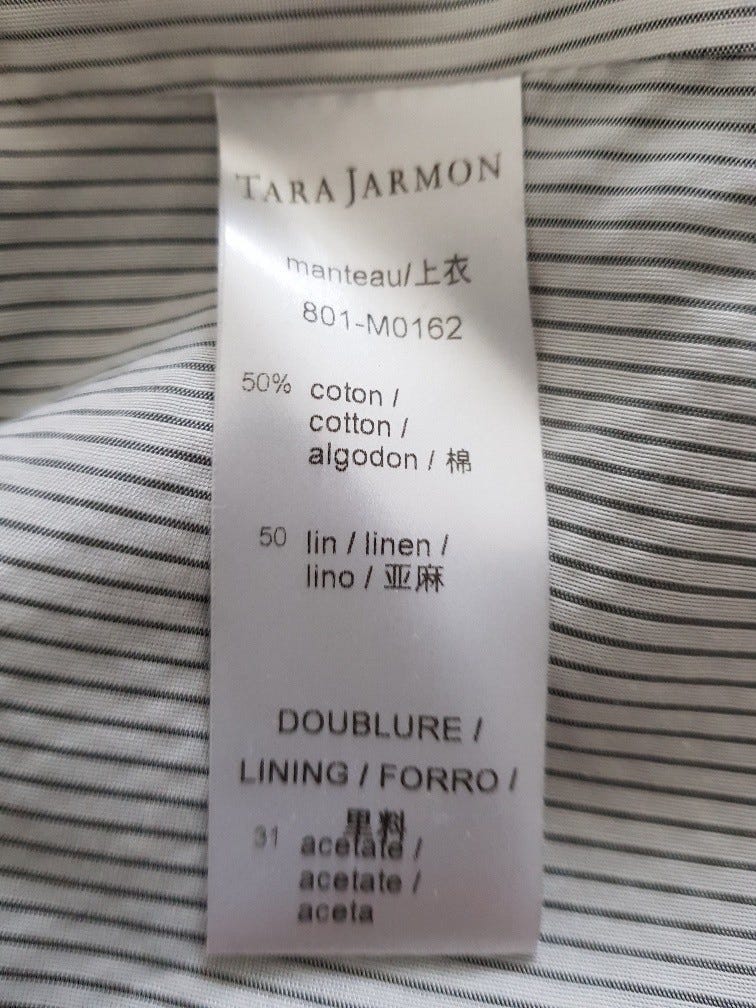 TARA JARMON
manteau/上衣
801-M0162
50% coton /
cotton /
algodon / 棉
50 lin / linen /
lino / 亚麻
DOUBLURE /
LINING / FORRO /
里料
31 acetate /
acetate /
aceta